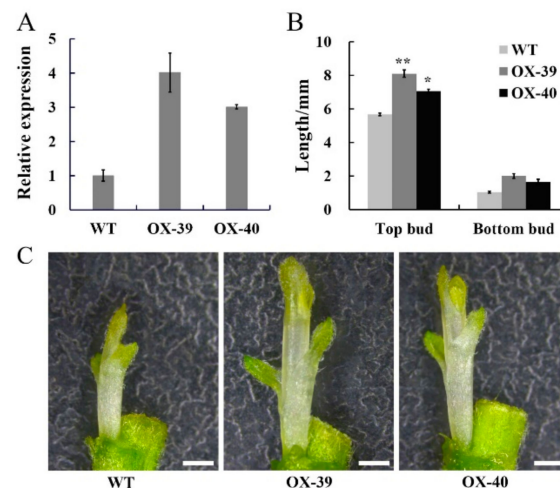 A
Relative expression
5
4
3
2
1
0
WT
OX-39
OX-40
B
Length/mm
10
8
6
4
2
0
**
*
WT
OX-39
OX-40
Top bud
Bottom bud
C
WT
OX-39
OX-40